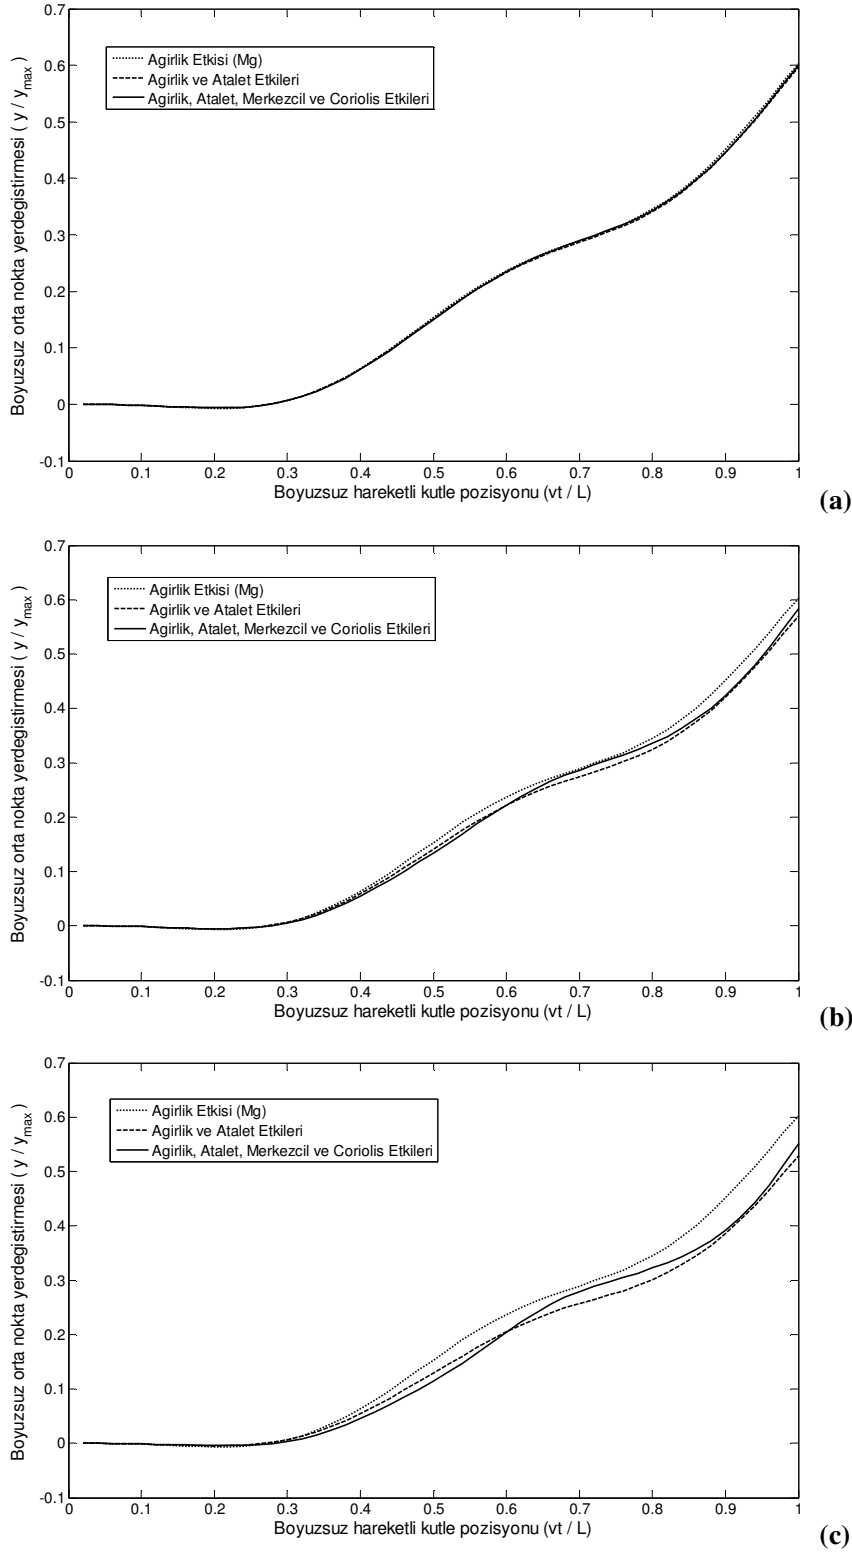 0.7
0.6
0.5
0.4
0.3
0.2
0.1
0
-0.1
Boyuzsuz orta nokta yerdegistirmesi ( y / ymax )
Agirlik Etkisi (Mg)
Agirlik ve Atalet Etkileri
Agirlik, Atalet, Merkezcil ve Coriolis Etkileri
0 0.1 0.2 0.3 0.4 0.5 0.6 0.7 0.8 0.9 1
Boyuzsuz hareketli kutle pozisyonu (vt / L)
(a)
0.7
0.6
0.5
0.4
0.3
0.2
0.1
0
-0.1
Boyuzsuz orta nokta yerdegistirmesi ( y / ymax )
Agirlik Etkisi (Mg)
Agirlik ve Atalet Etkileri
Agirlik, Atalet, Merkezcil ve Coriolis Etkileri
0 0.1 0.2 0.3 0.4 0.5 0.6 0.7 0.8 0.9 1
Boyuzsuz hareketli kutle pozisyonu (vt / L)
(b)
0.7
0.6
0.5
0.4
0.3
0.2
0.1
0
-0.1
Boyuzsuz orta nokta yerdegistirmesi ( y / ymax )
Agirlik Etkisi (Mg)
Agirlik ve Atalet Etkileri
Agirlik, Atalet, Merkezcil ve Coriolis Etkileri
0 0.1 0.2 0.3 0.4 0.5 0.6 0.7 0.8 0.9 1
Boyuzsuz hareketli kutle pozisyonu (vt / L)
(c)